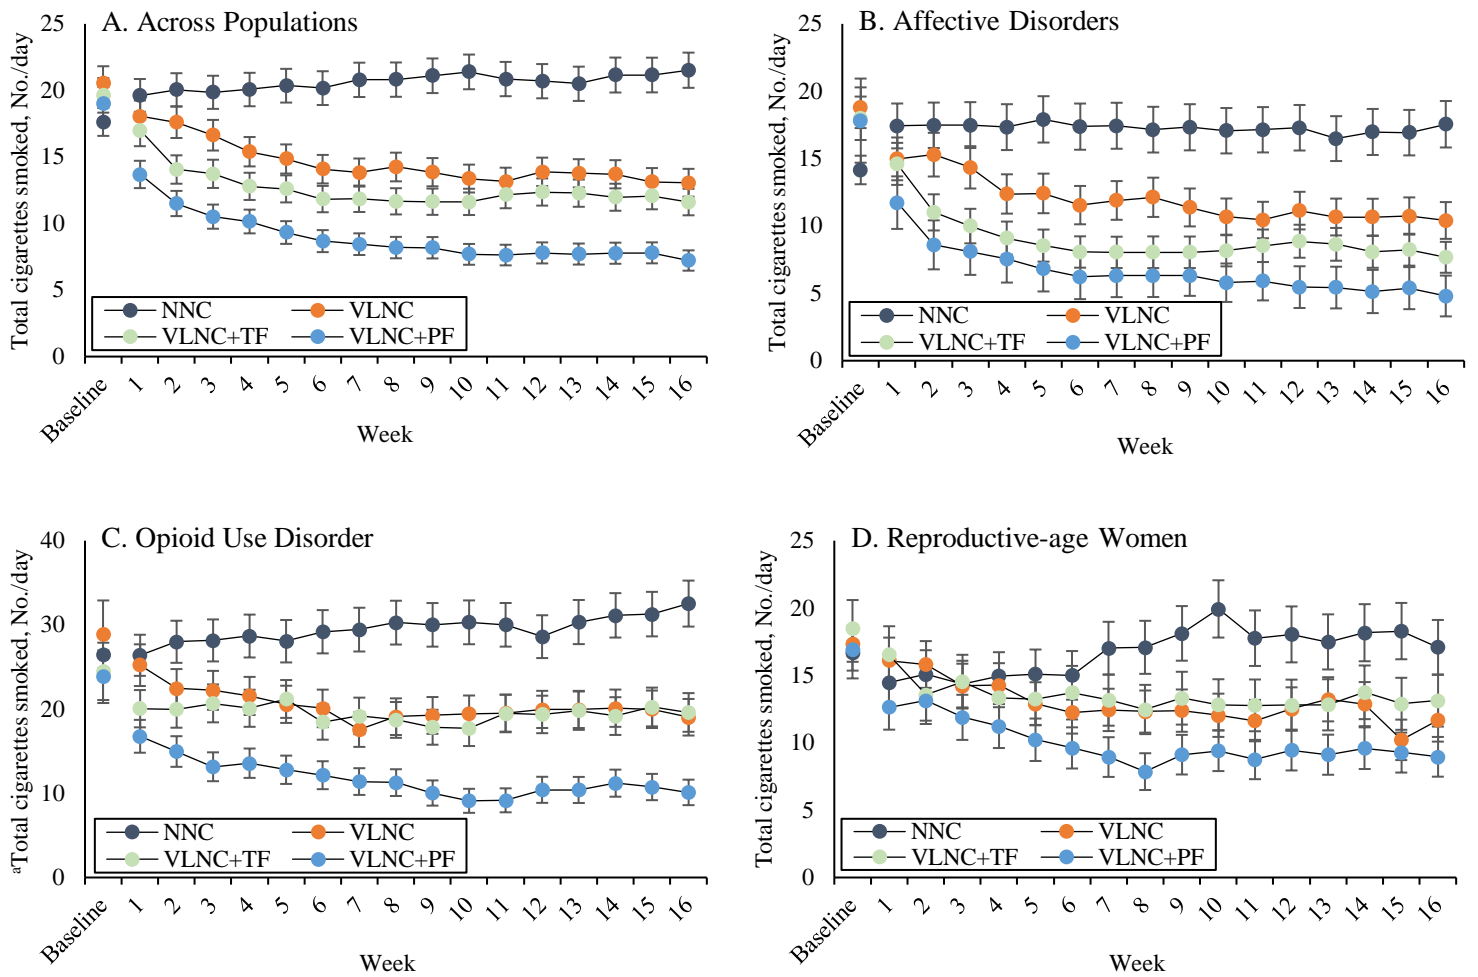 A. Across Populations
Total cigarettes smoked, No./day
25
20
15
10
5
0
NNC VLNC
VLNC+TF VLNC+PF
Baseline 1 2 3 4 5 6 7 8 9 10 11 12 13 14 15 16
Week
B. Affective Disorders
Total cigarettes smoked, No./day
25
20
15
10
5
0
NNC VLNC
VLNC+TF VLNC+PF
Baseline 1 2 3 4 5 6 7 8 9 10 11 12 13 14 15 16
Week
C. Opioid Use Disorder
ᵃTotal cigarettes smoked, No./day
40
30
20
10
0
NNC VLNC
VLNC+TF VLNC+PF
Baseline 1 2 3 4 5 6 7 8 9 10 11 12 13 14 15 16
Week
D. Reproductive-age Women
Total cigarettes smoked, No./day
25
20
15
10
5
0
NNC VLNC
VLNC+TF VLNC+PF
Baseline 1 2 3 4 5 6 7 8 9 10 11 12 13 14 15 16
Week